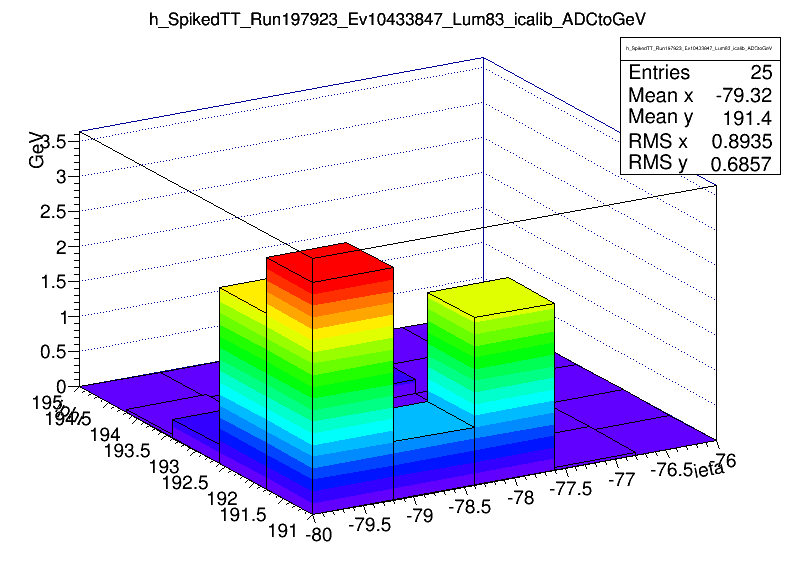 h_SpikedTT_Run197923_Ev10433847_Lum83_icalib_ADCtoGeV
h_SpikedTT_Run197923_Ev10433847_Lum83_icalib_ADCtoGeV
Entries 25
Mean x -79.32
Mean y 191.4
RMS x 0.8935
RMS y 0.6857
GeV
3.5
3
2.5
2
1.5
1
0.5
0
195
194.5
194
193.5
193
192.5
192
191.5
191
-80
-79.5
-79
-78.5
-78
-77.5
-77
-76.5
-76
ieta